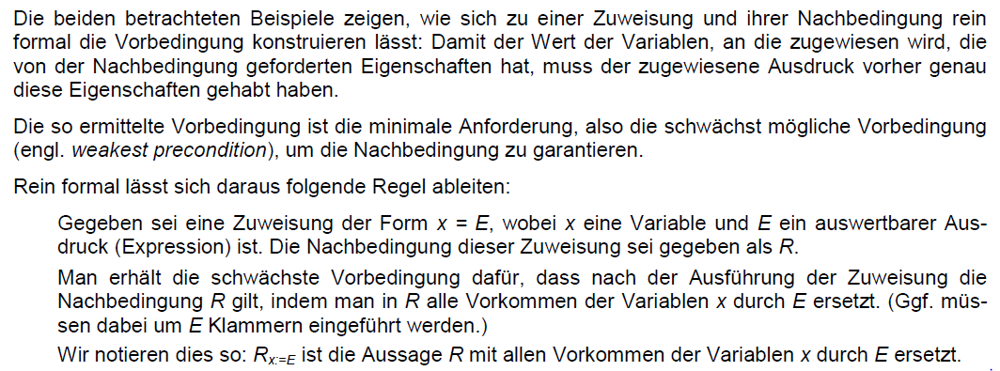 Die beiden betrachteten Beispiele zeigen, wie sich zu einer Zuweisung und ihrer Nachbedingung rein
formal die Vorbedingung konstruieren lässt: Damit der Wert der Variablen, an die zugewiesen wird, die
von der Nachbedingung geforderten Eigenschaften hat, muss der zugewiesene Ausdruck vorher genau
diese Eigenschaften gehabt haben.
Die so ermittelte Vorbedingung ist die minimale Anforderung, also die schwächst mögliche Vorbedingung
(engl. weakest precondition), um die Nachbedingung zu garantieren.
Rein formal lässt sich daraus folgende Regel ableiten:
Gegeben sei eine Zuweisung der Form x = E, wobei x eine Variable und E ein auswertbarer Aus-
druck (Expression) ist. Die Nachbedingung dieser Zuweisung sei gegeben als R.
Man erhält die schwächste Vorbedingung dafür, dass nach der Ausführung der Zuweisung die
Nachbedingung R gilt, indem man in R alle Vorkommen der Variablen x durch E ersetzt. (Ggf. müs-
sen dabei um E Klammern eingeführt werden.)
Wir notieren dies so: Rx:=E ist die Aussage R mit allen Vorkommen der Variablen x durch E ersetzt.